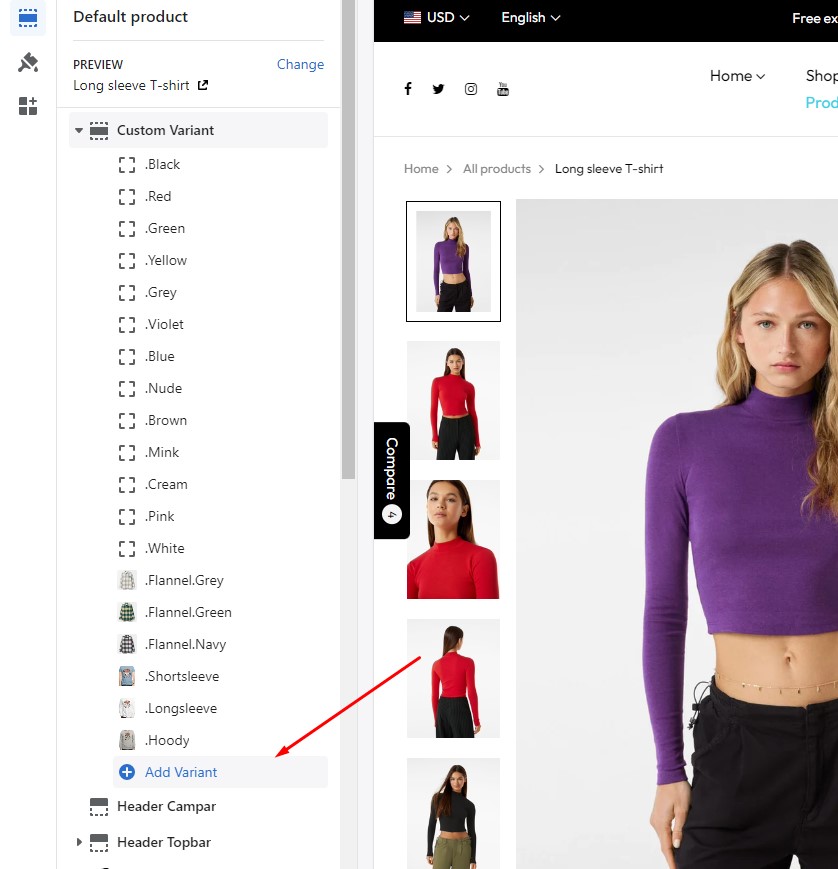 Default product
PREVIEW
Change
Long sleeve T-shirt
Custom Variant
.Black
.Red
.Green
.Yellow
.Grey
.Violet
.Blue
.Nude
.Brown
.Mink
.Cream
.Pink
.White
.Flannel.Grey
.Flannel.Green
.Flannel.Navy
.Shortsleeve
.Longsleeve
.Hoody
Add Variant
Header Campar
Header Topbar
USD
English
Free ex
You Tube
Home
Shop
Prod
Home > All products > Long sleeve T-shirt
Compare 4